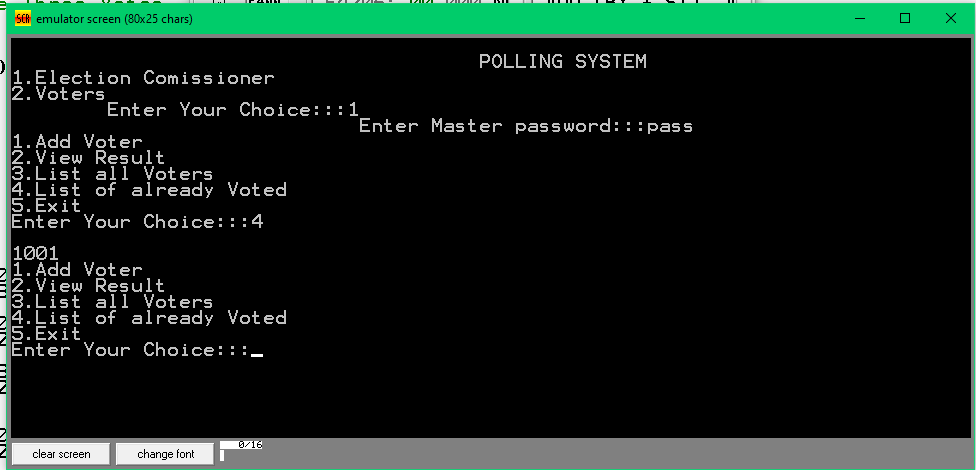 emulator screen (80x25 chars)
POLLING SYSTEM
1.Election Comissioner
2.Voters
Enter Your Choice:::1
Enter Master password:::pass
1.Add Voter
2.View Result
3.List all Voters
4.List of already Voted
5.Exit
Enter Your Choice:::4
1001
1.Add Voter
2.View Result
3.List all Voters
4.List of already Voted
5.Exit
Enter Your Choice:::_
clear screen
change font
0/16